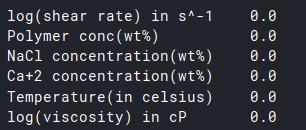 log(shear rate) in s^-1 0.0
Polymer conc(wt%) 0.0
NaCl concentration(wt%) 0.0
Ca+2 concentration(wt%) 0.0
Temperature(in celsius) 0.0
log(viscosity) in cP 0.0